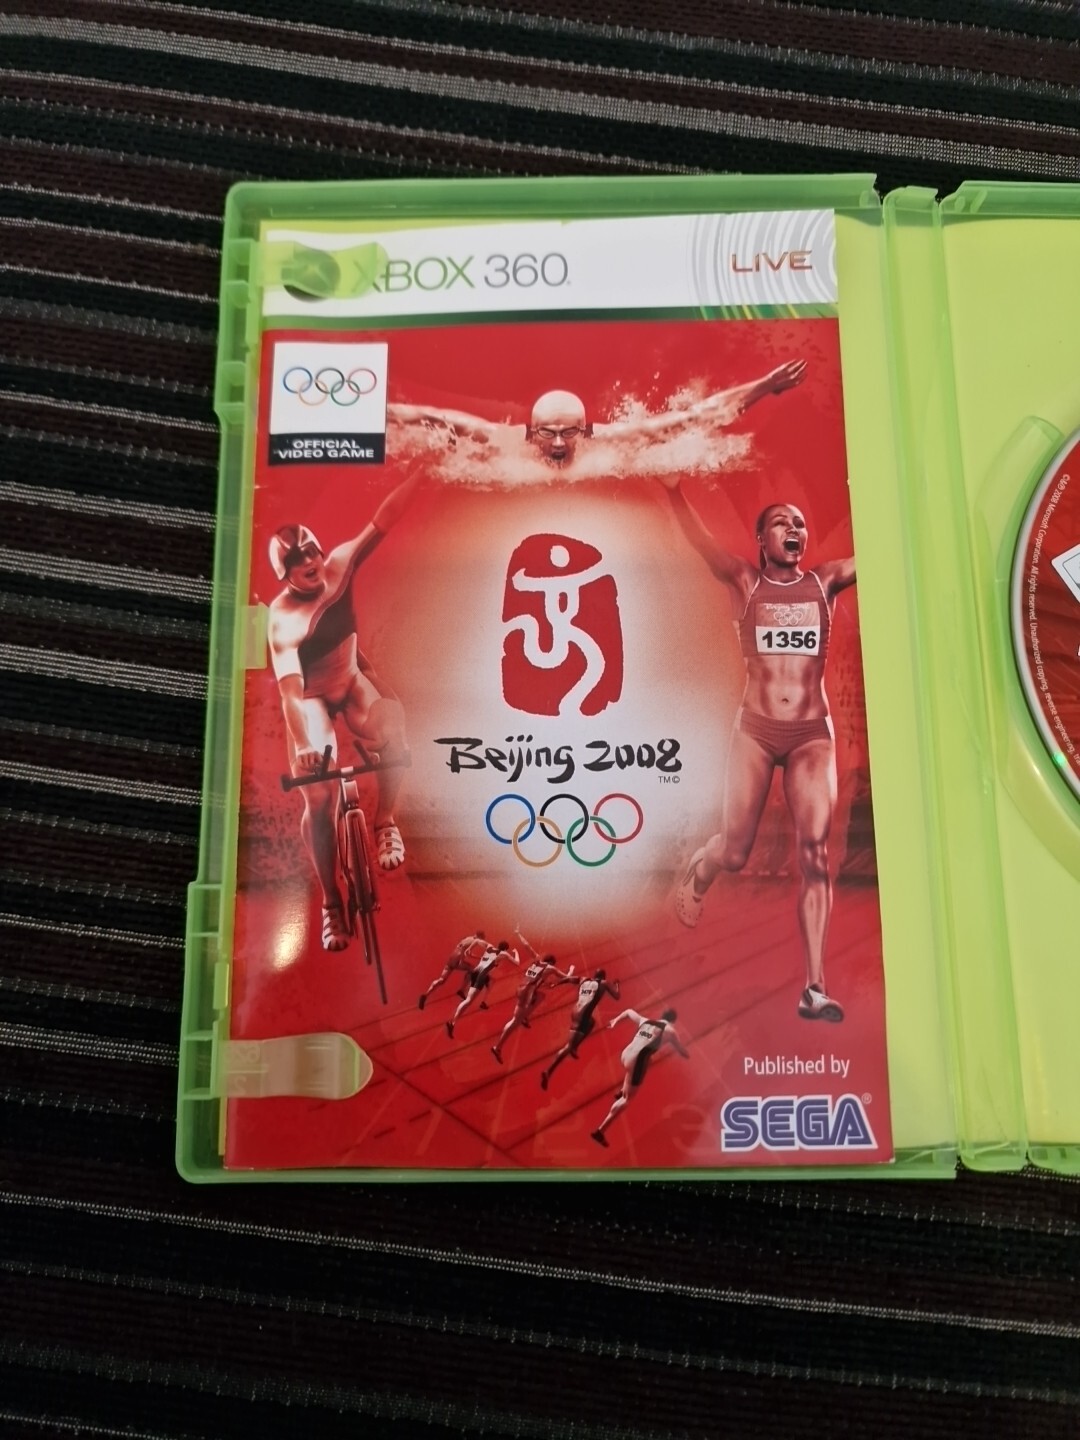 XBOX 360.
LIVE
OFFICIAL
VIDEO GAME
1356
Beijing 2008
TM©
Published by
SEGA®